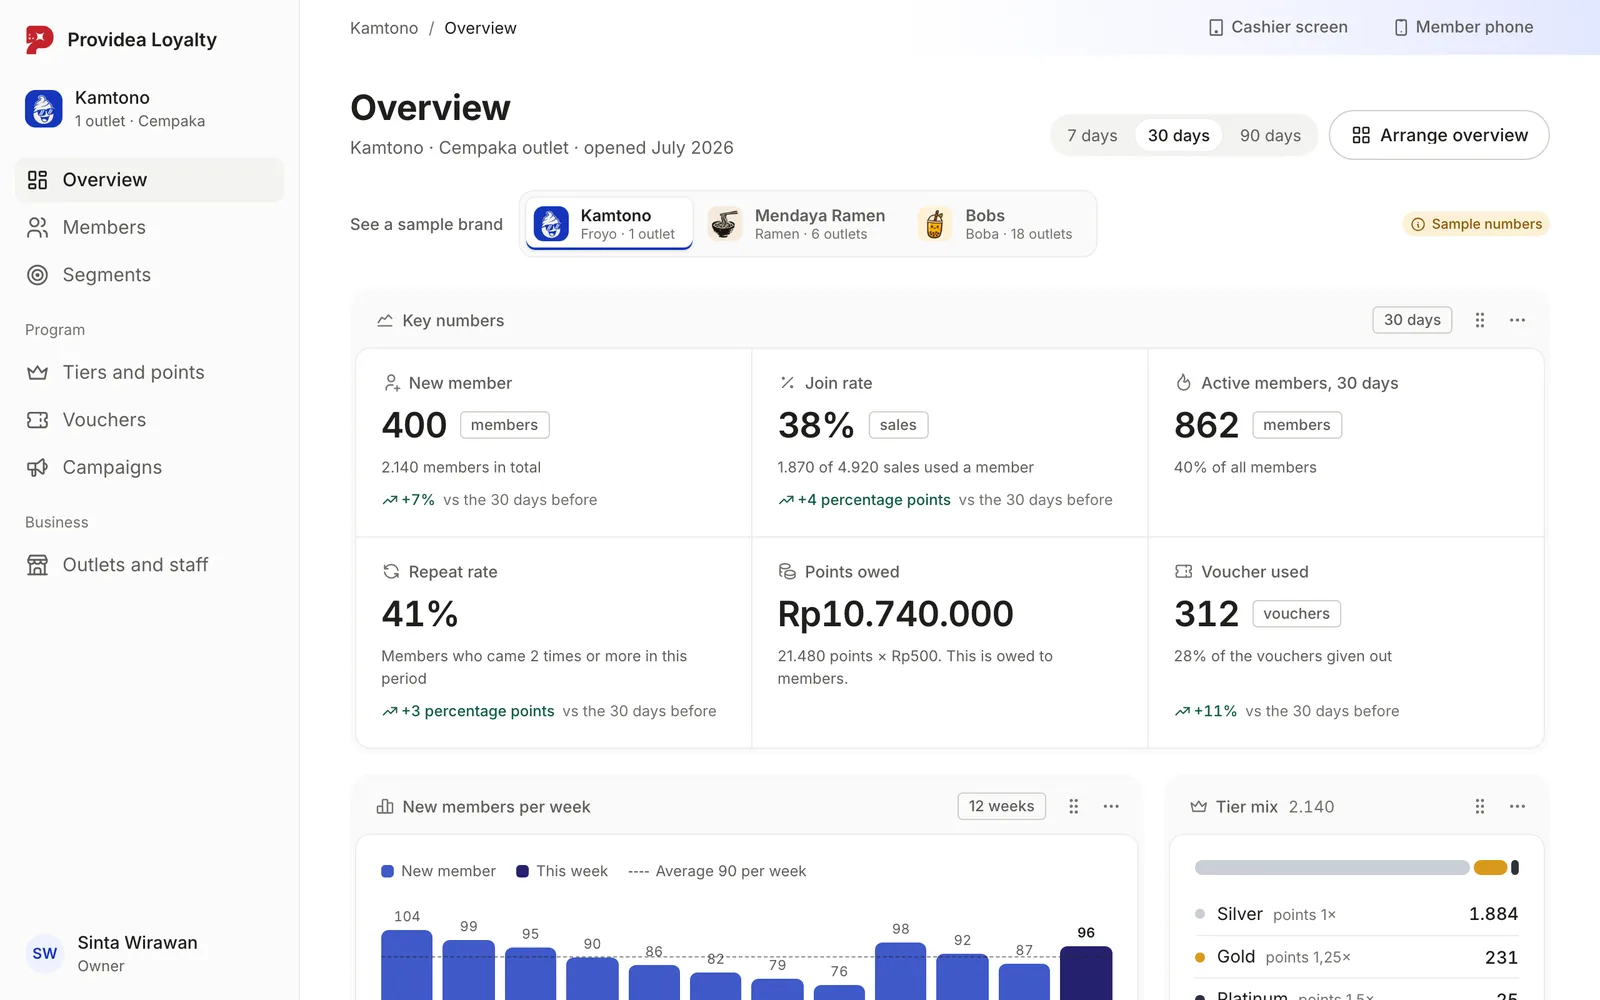 Providea Loyalty
Kamtono
1 outlet · Cempaka
Overview
Members
Segments
Program
Tiers and points
Vouchers
Campaigns
Business
Outlets and staff
SW
Sinta Wirawan
Owner
Kamtono / Overview
Cashier screen
Member phone
Overview
Kamtono · Cempaka outlet · opened July 2026
7 days
30 days
90 days
Arrange overview
See a sample brand
Kamtono
Froyo · 1 outlet
Mendaya Ramen
Ramen · 6 outlets
Bobs
Boba · 18 outlets
Sample numbers
Key numbers
30 days
New member
400 members
2.140 members in total
+7% vs the 30 days before
Join rate
38% sales
1.870 of 4.920 sales used a member
+4 percentage points vs the 30 days before
Active members, 30 days
862 members
40% of all members
Repeat rate
41%
Members who came 2 times or more in this
period
+3 percentage points vs the 30 days before
Points owed
Rp10.740.000
21.480 points × Rp500. This is owed to
members.
Voucher used
312 vouchers
28% of the vouchers given out
+11% vs the 30 days before
New members per week
12 weeks
New member
This week
Average 90 per week
104
99
95
90
86
82
79
76
98
92
87
96
Tier mix 2.140
Silver points 1× 1.884
Gold points 1,25× 231
Platinum points 1,5× 25